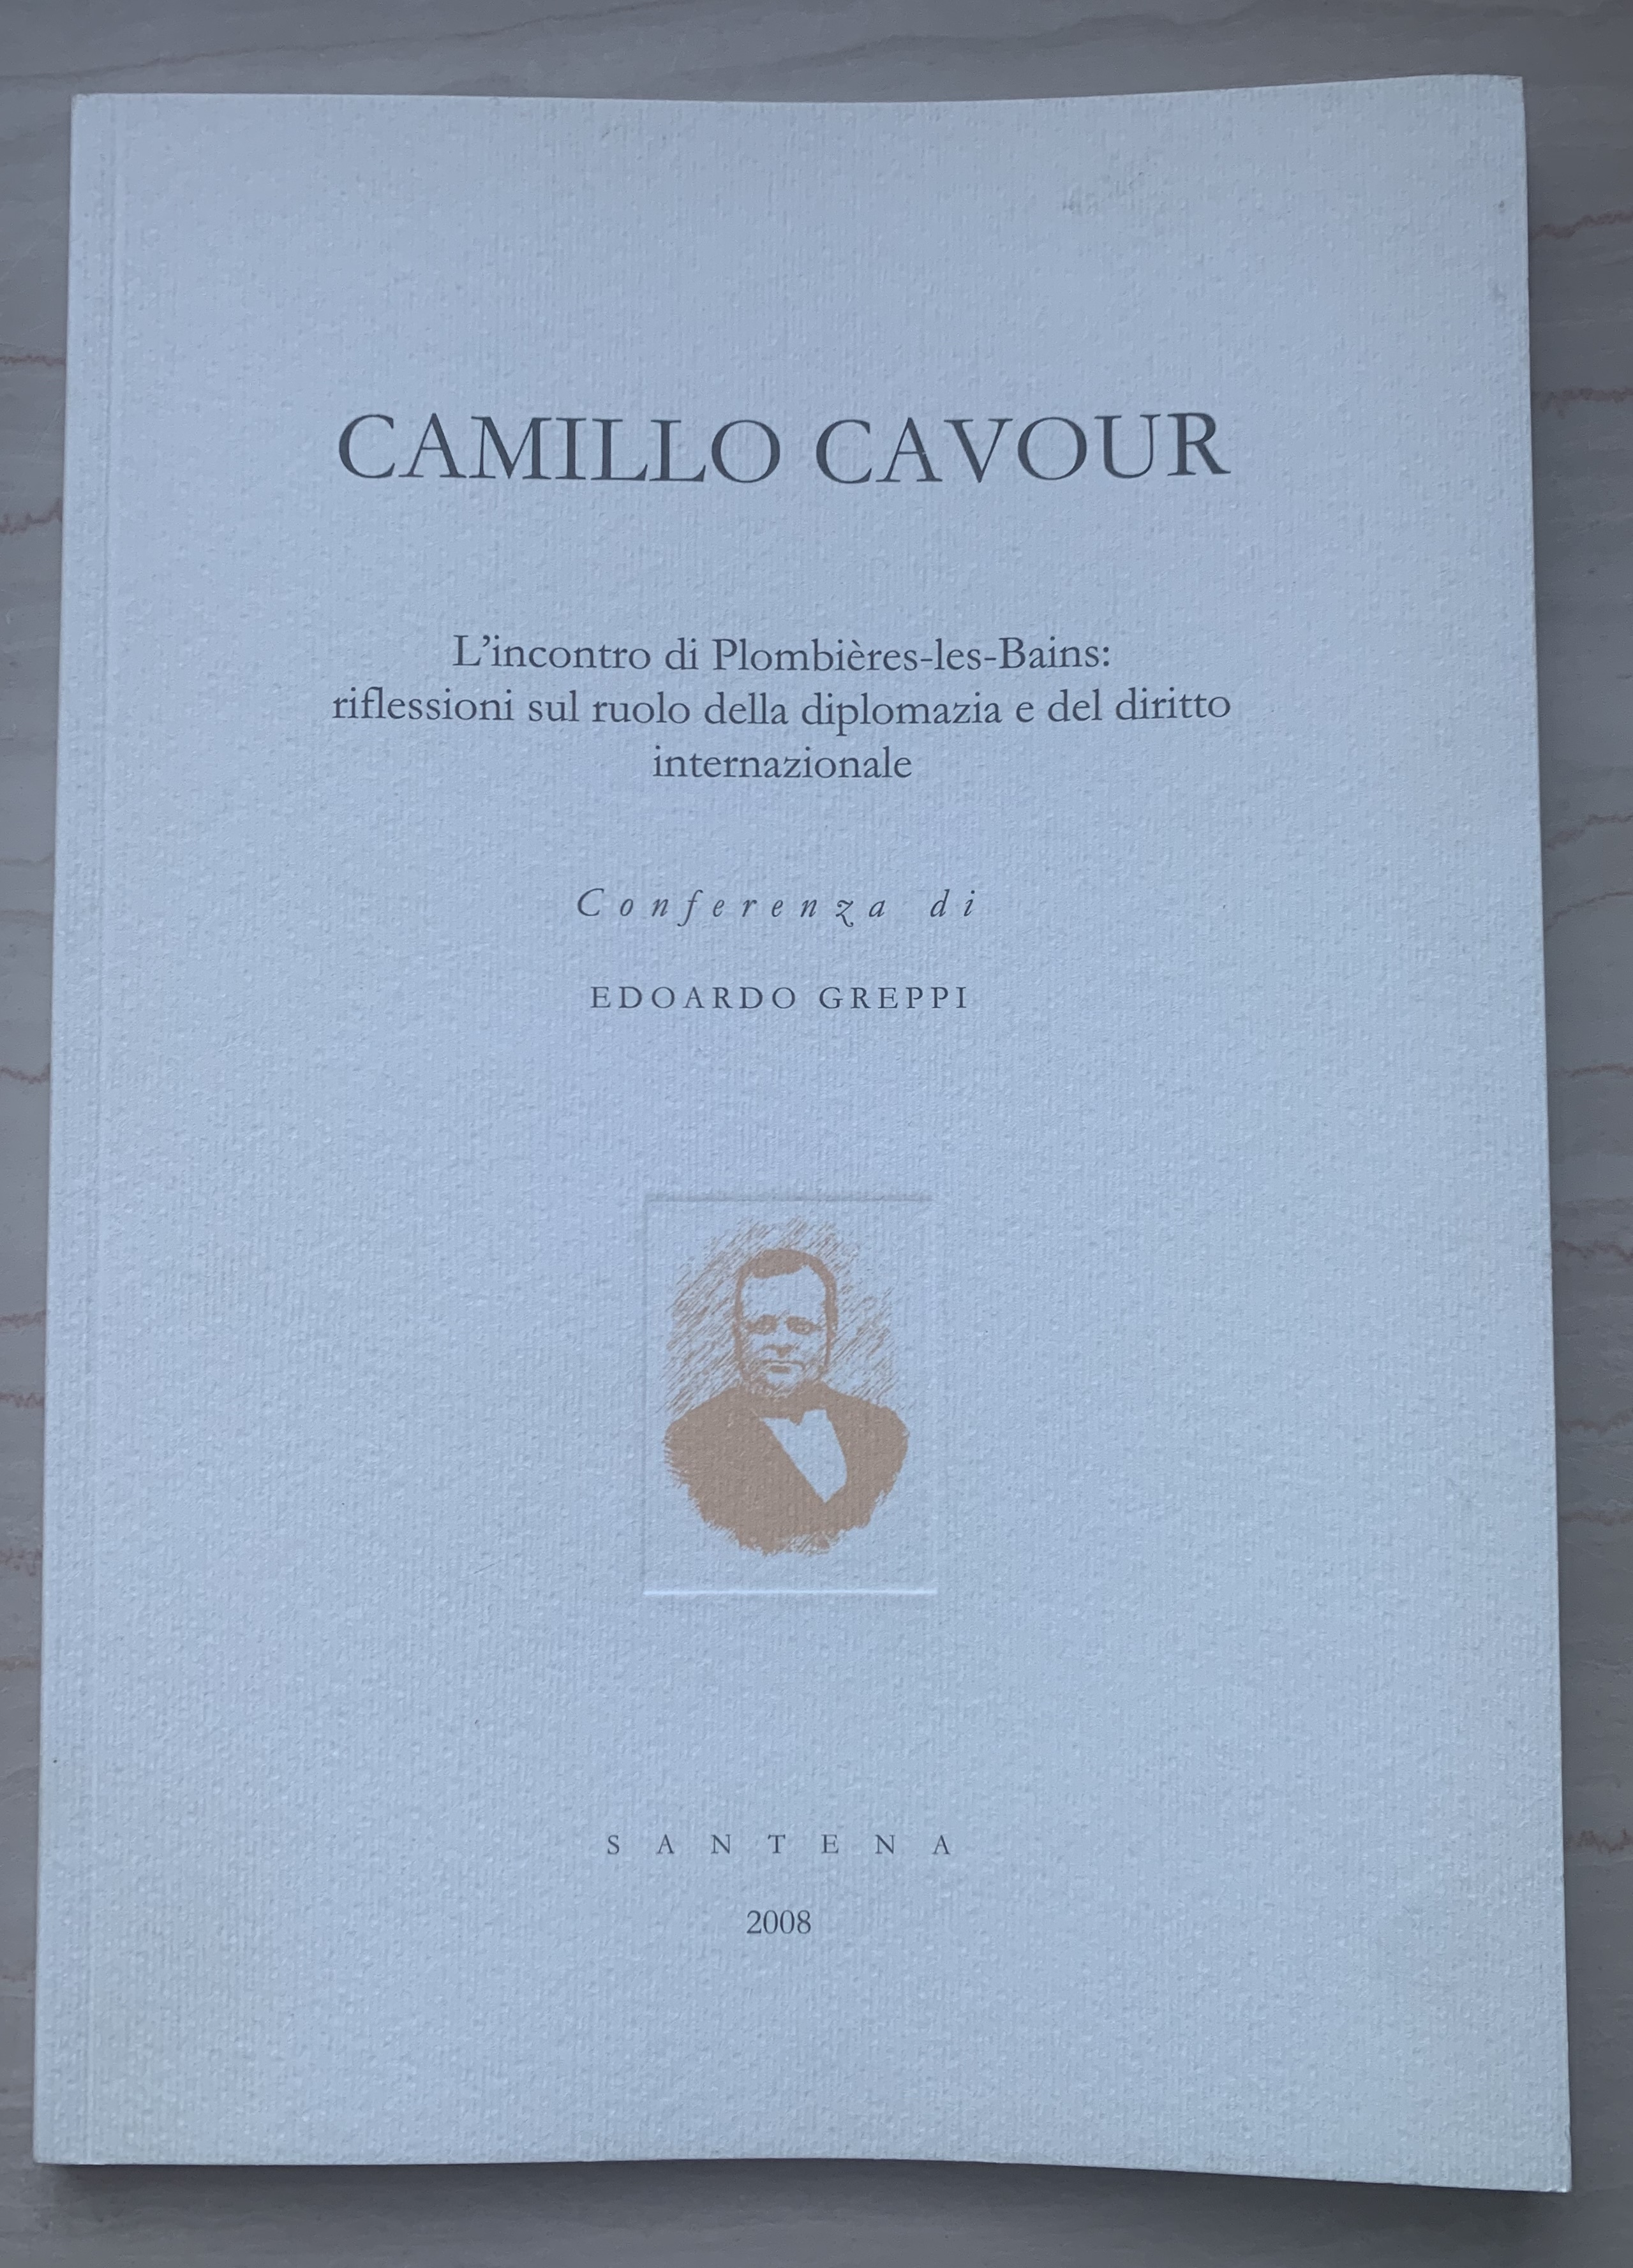 CAMILLO CAVOUR
L’incontro di Plombières-les-Bains:
riflessioni sul ruolo della diplomazia e del diritto
internazionale
Conferenza di
EDOARDO GREPPI
SANTENA
2008